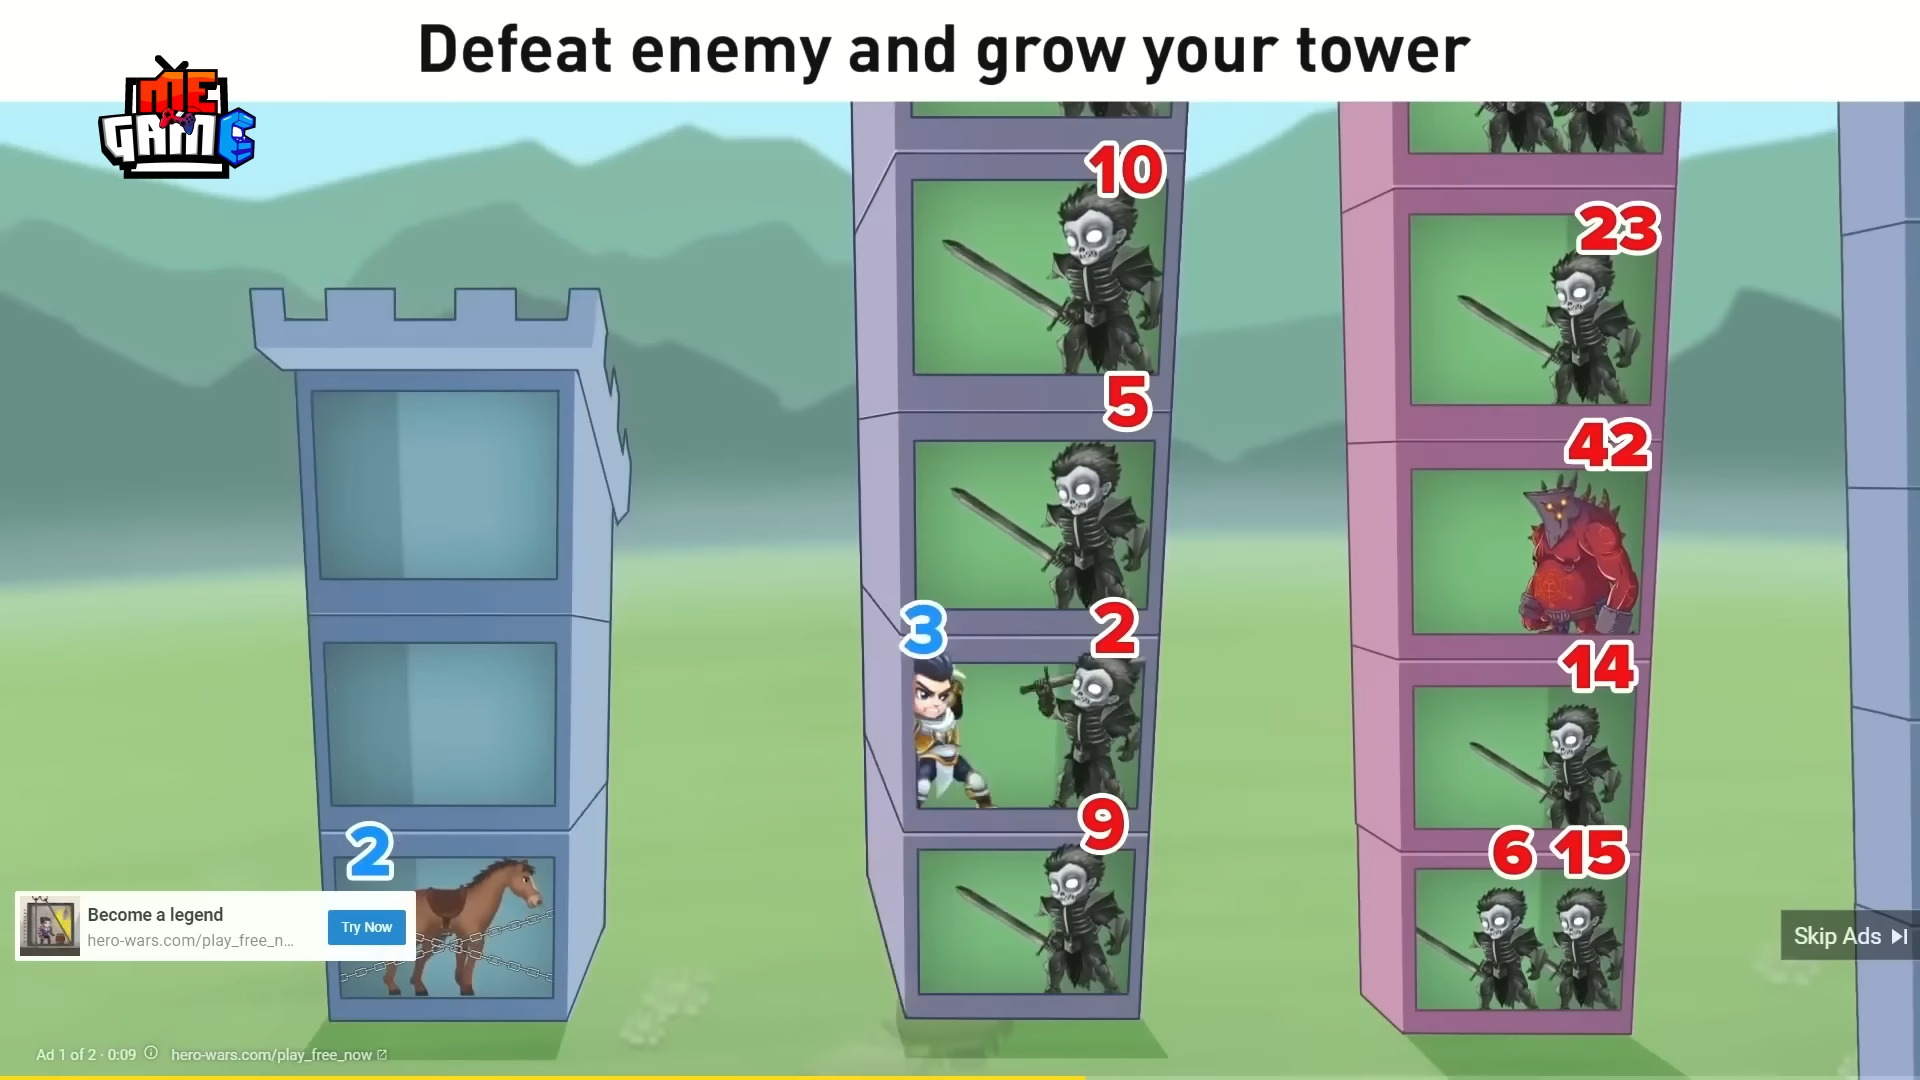 Defeat enemy and grow your tower
ME
GAME
10
23
5
42
3
2
14
2
9
6
15
Become a legend
hero-wars.com/play_free_n...
Try Now
Skip Ads
Ad 1 of 2 · 0:09
hero-wars.com/play_free_now